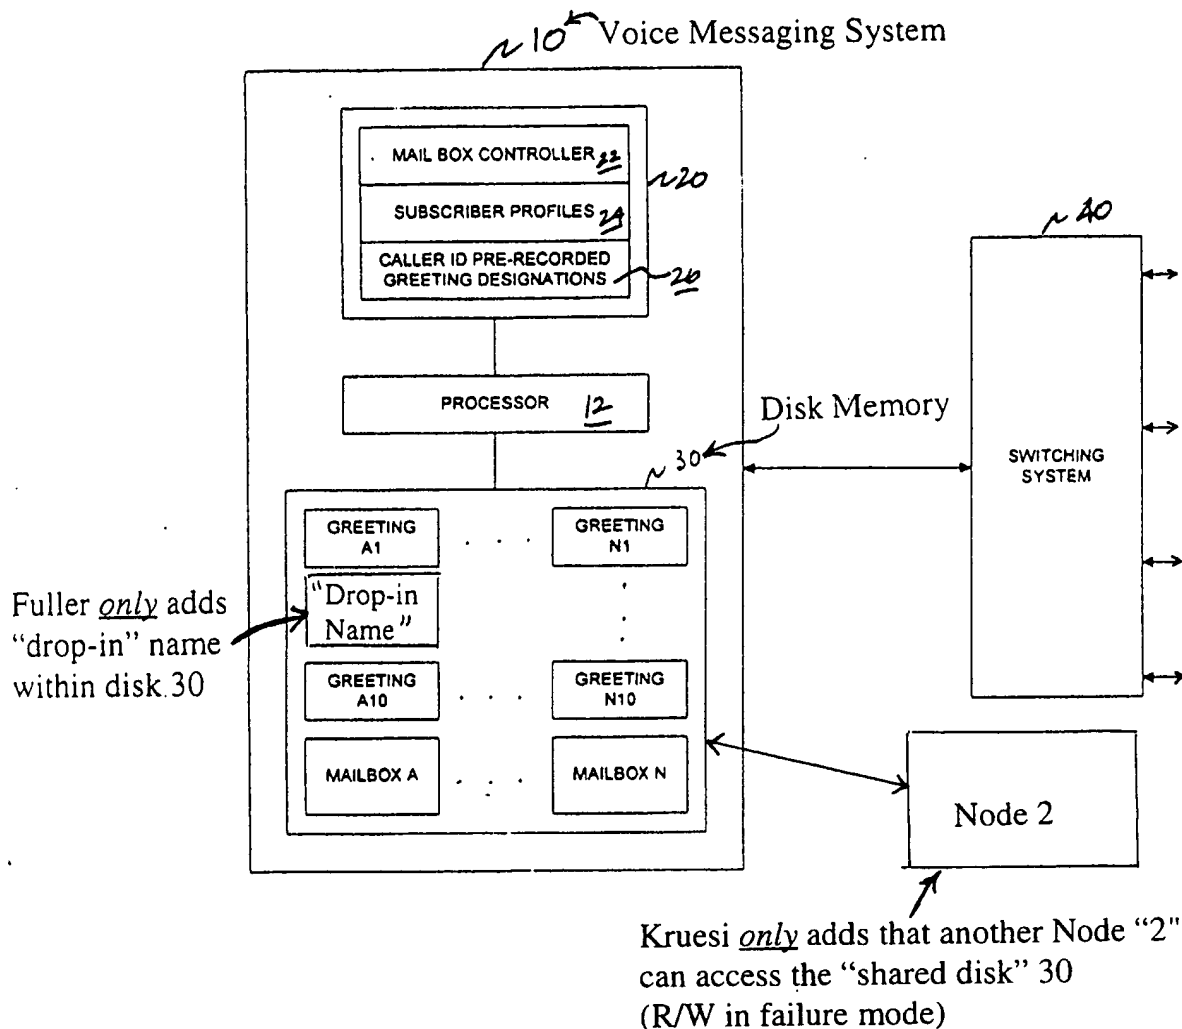 10 Voice Messaging System
MAIL BOX CONTROLLER 22
20
SUBSCRIBER PROFILES 24
CALLER ID PRE-RECORDED
GREETING DESIGNATIONS 26
40
PROCESSOR 12
Disk Memory
30
SWITCHING
SYSTEM
GREETING
A1
GREETING
N1
Fuller only adds
"drop-in" name
within disk 30
"Drop-in
Name"
GREETING
A10
GREETING
N10
MAILBOX A
MAILBOX N
Node 2
Kruesi only adds that another Node "2"
can access the "shared disk" 30
(R/W in failure mode)